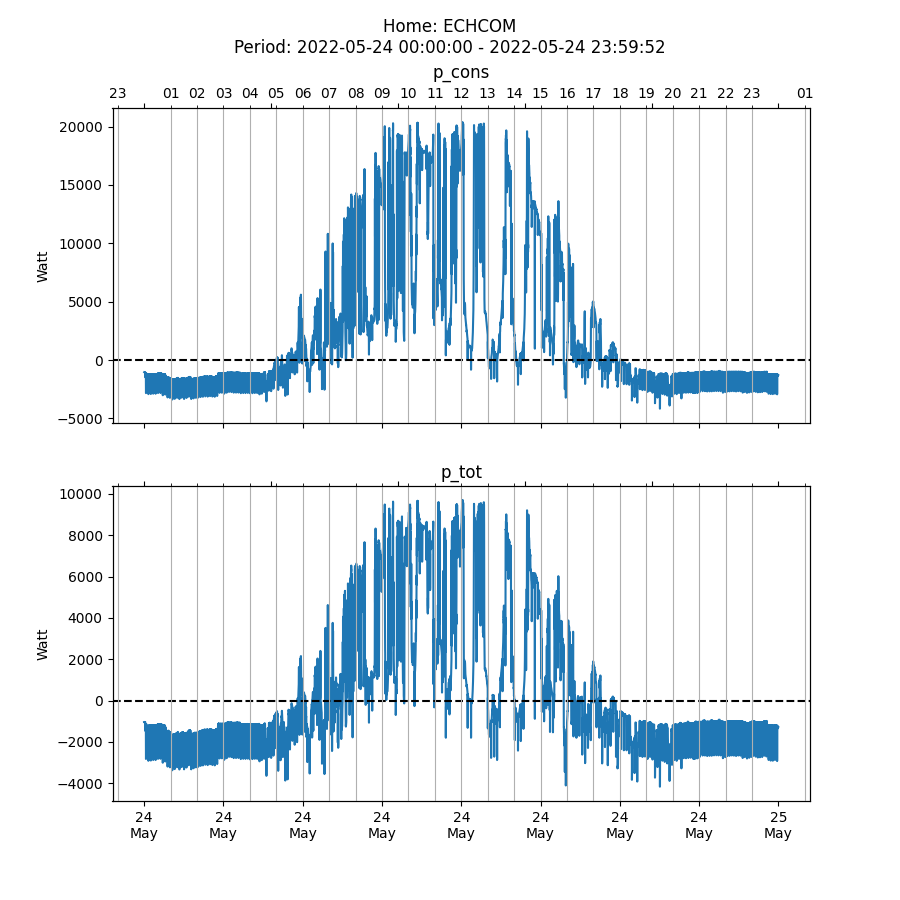 Home: ECHCOM
Period: 2022-05-24 00:00:00 - 2022-05-24 23:59:52
p_cons
23 01 02 03 04 05 06 07 08 09 10 11 12 13 14 15 16 17 18 19 20 21 22 23 01
20000
15000
10000
5000
0
−5000
Watt
p_tot
10000
8000
6000
4000
2000
0
−2000
−4000
Watt
24 24 24 24 24 24 24 24 25
May May May May May May May May May